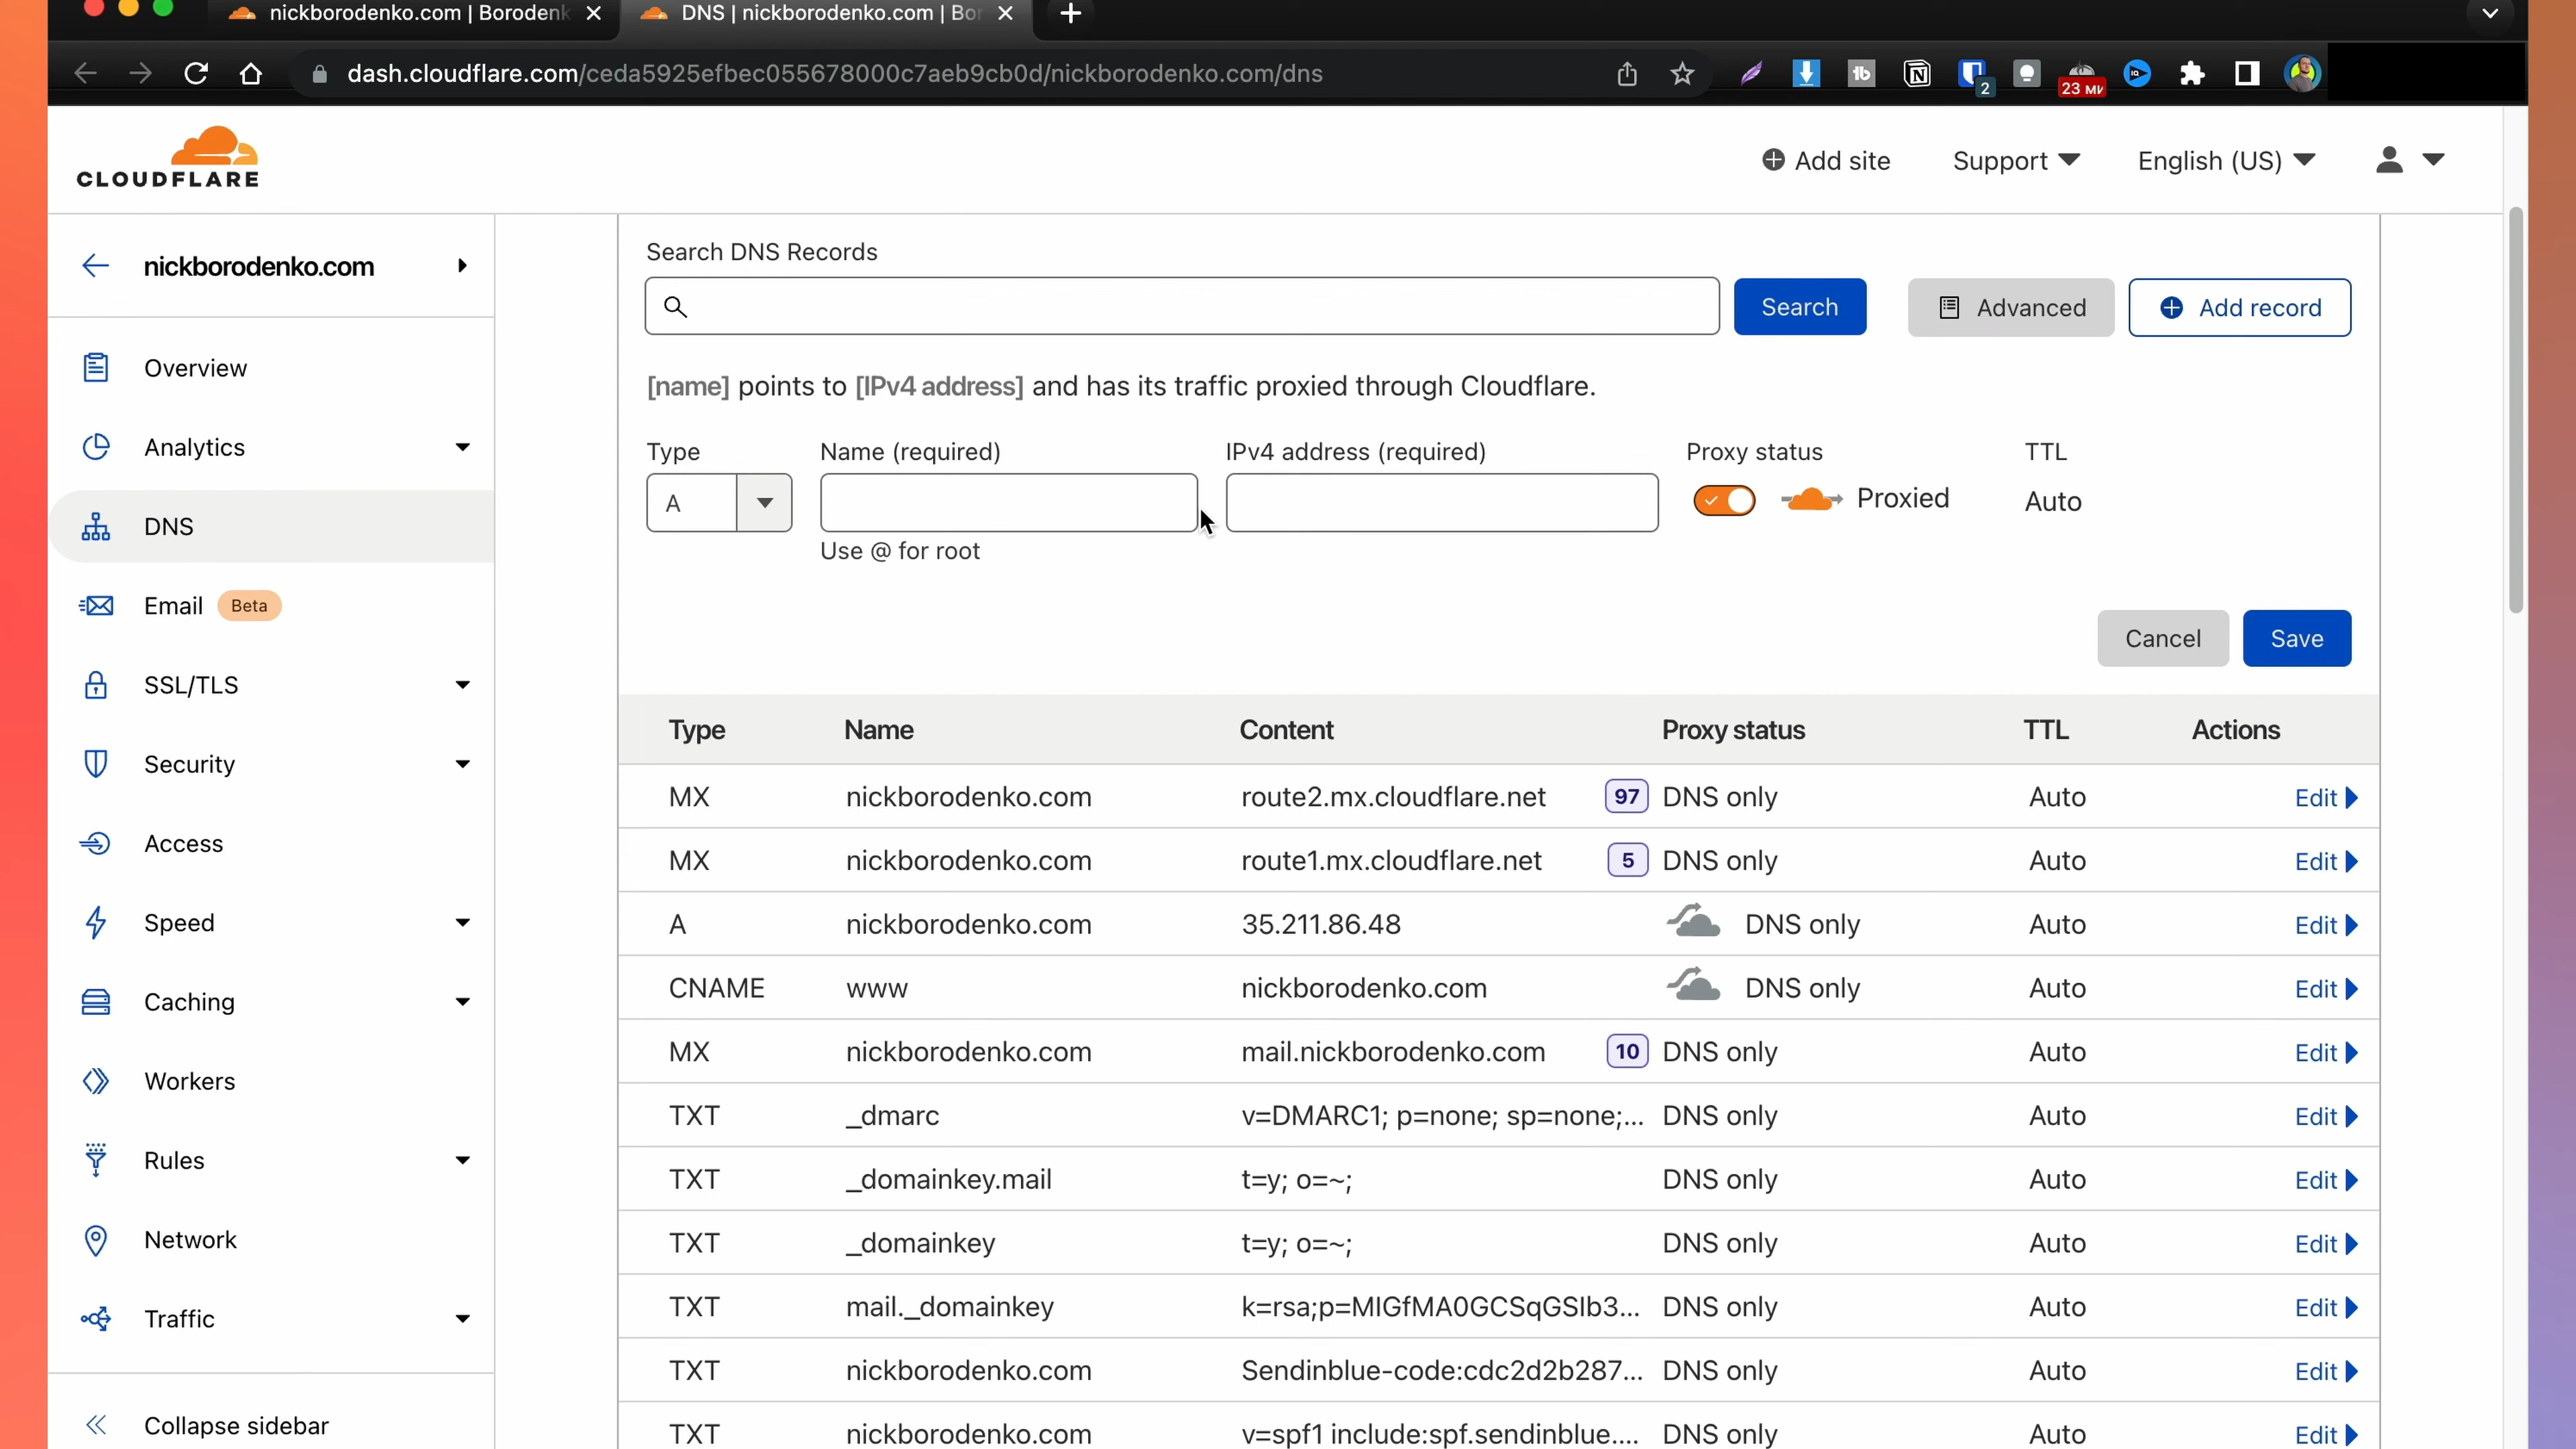 nickborodenko.com | Borodenk
DNS | nickborodenko.com | Bor
dash.cloudflare.com/ceda5925efbec055678000c7aeb9cb0d/nickborodenko.com/dns
2
23 ми
CLOUDFLARE
Add site
Support
English (US)
nickborodenko.com
Overview
Analytics
DNS
Email Beta
SSL/TLS
Security
Access
Speed
Caching
Workers
Rules
Network
Traffic
Collapse sidebar
Search DNS Records
Search
Advanced
Add record
[name] points to [IPv4 address] and has its traffic proxied through Cloudflare.
Type Name (required) IPv4 address (required) Proxy status TTL
A Proxied Auto
Use @ for root
Cancel Save
Type Name Content Proxy status TTL Actions
MX nickborodenko.com route2.mx.cloudflare.net 97 DNS only Auto Edit
MX nickborodenko.com route1.mx.cloudflare.net 5 DNS only Auto Edit
A nickborodenko.com 35.211.86.48 DNS only Auto Edit
CNAME www nickborodenko.com DNS only Auto Edit
MX nickborodenko.com mail.nickborodenko.com 10 DNS only Auto Edit
TXT _dmarc v=DMARC1; p=none; sp=none;... DNS only Auto Edit
TXT _domainkey.mail t=y; o=~; DNS only Auto Edit
TXT _domainkey t=y; o=~; DNS only Auto Edit
TXT mail._domainkey k=rsa;p=MIGfMA0GCSqGSIb3... DNS only Auto Edit
TXT nickborodenko.com Sendinblue-code:cdc2d2b287... DNS only Auto Edit
TXT nickborodenko.com v=spf1 include:spf.sendinblue.... DNS only Auto Edit